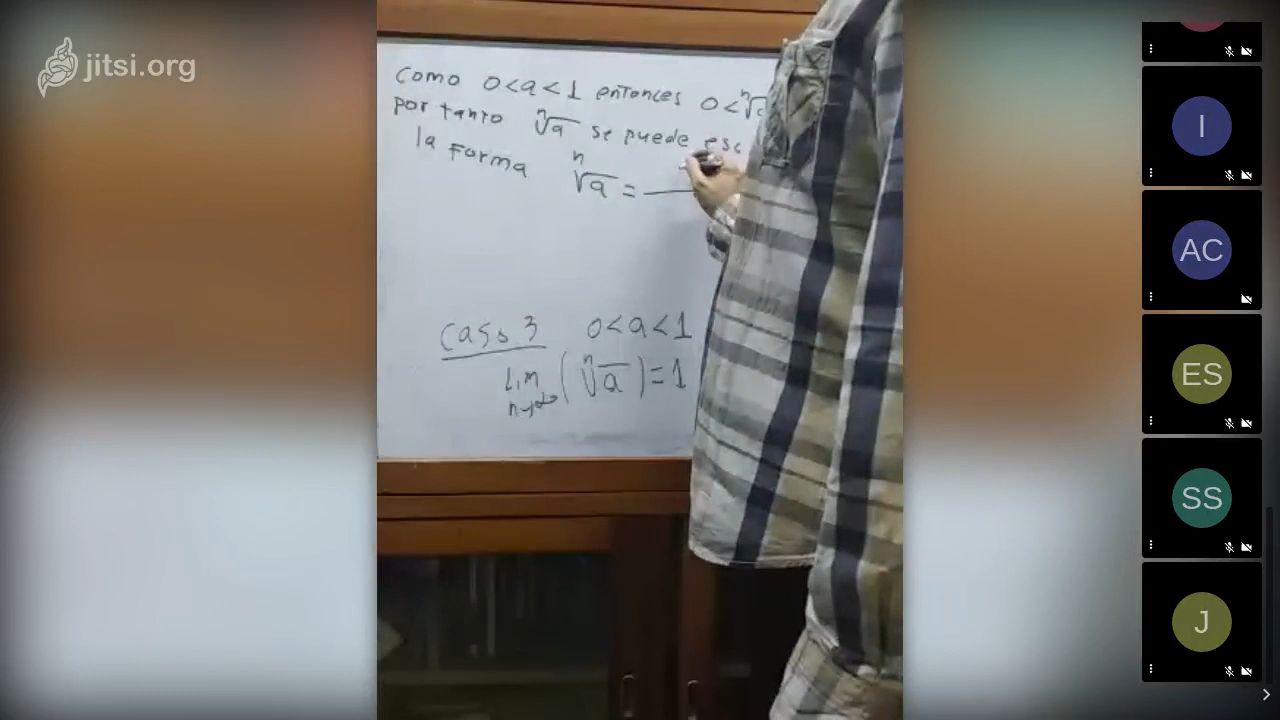 jitsi.org
Como 0<a<1 entonces 0<ⁿ√a
por tanto ⁿ√a se puede esc
la forma ⁿ√a =
Caso 3 0<a<1
Lim (ⁿ√a) = 1
n→∞
I
AC
ES
SS
J